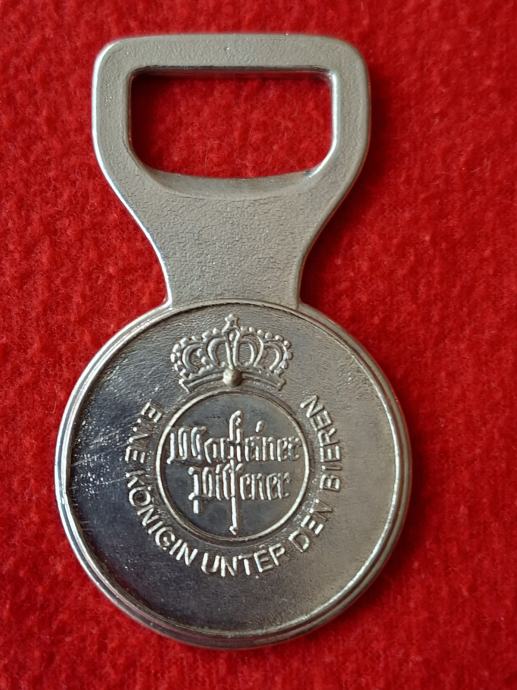 Warsteiner
Pilsener
EINE KÖNIGIN UNTER DEN BIEREN